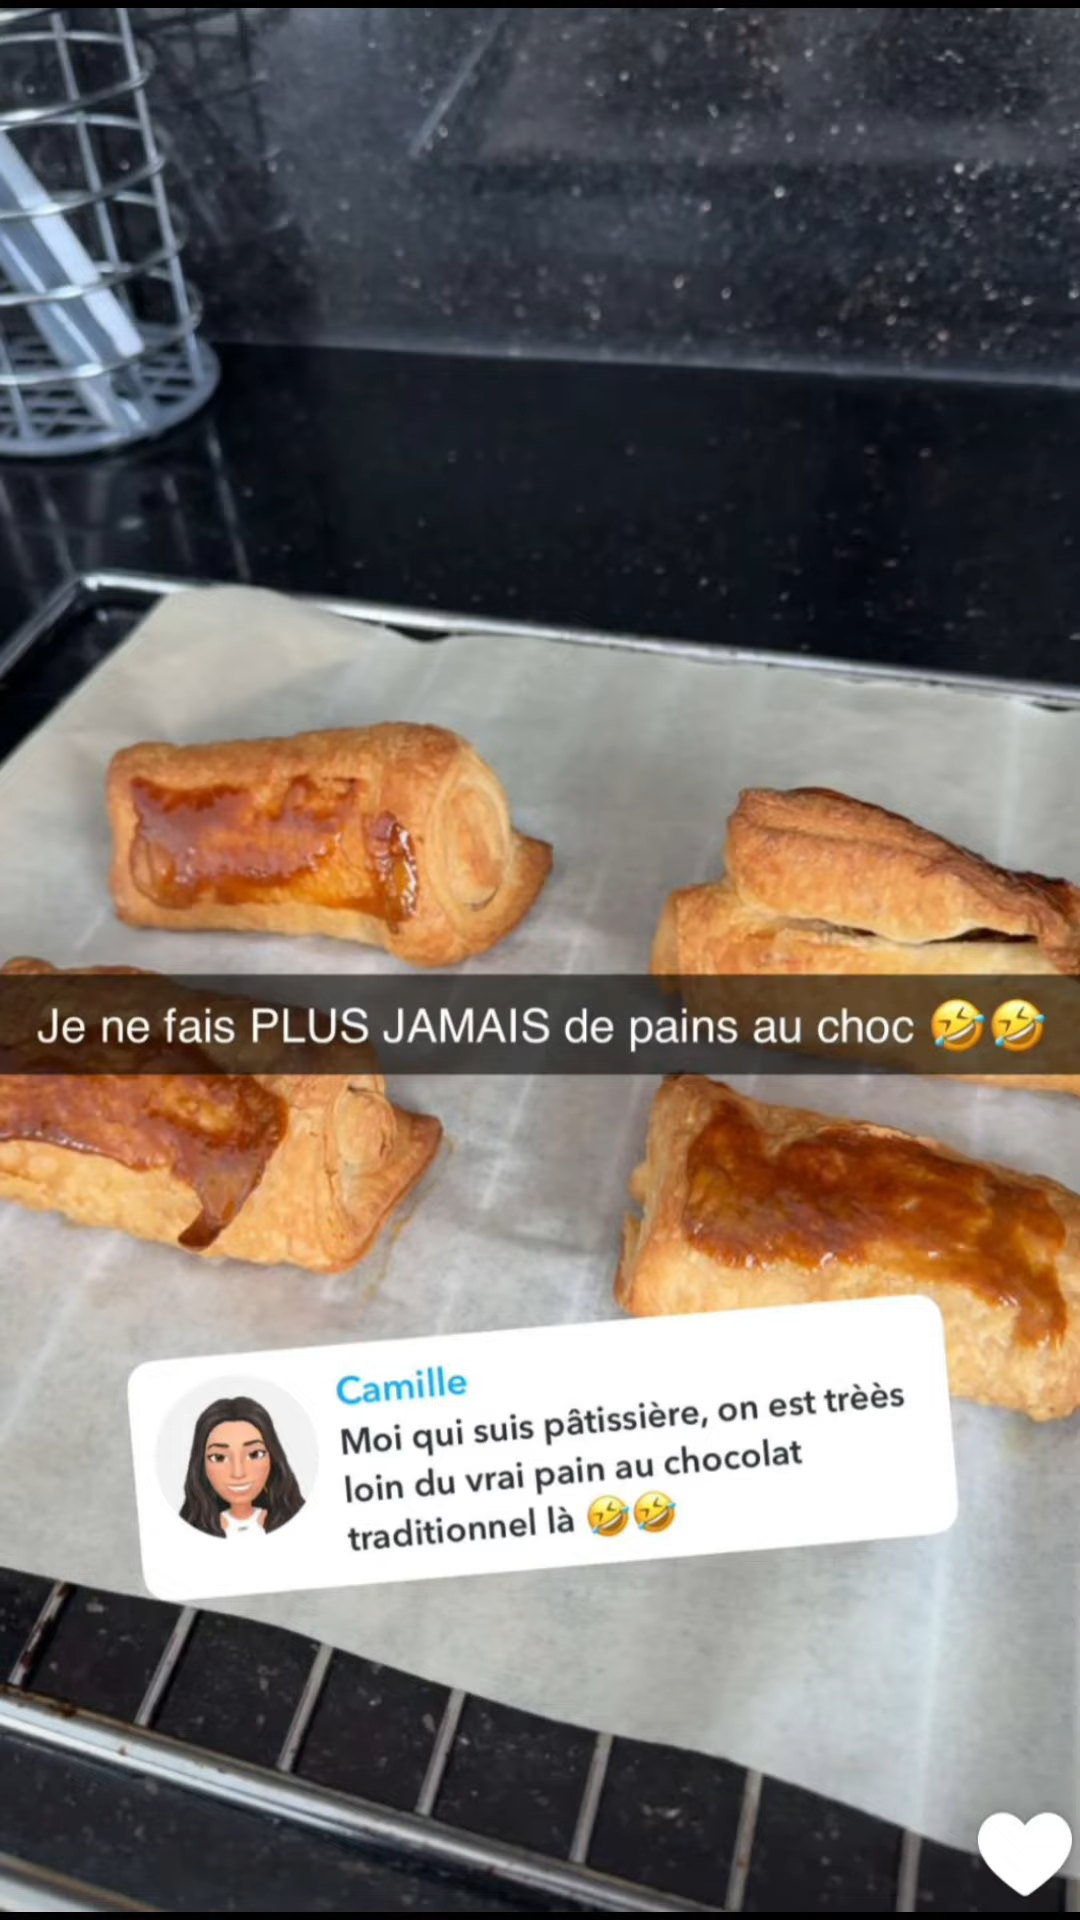 Je ne fais PLUS JAMAIS de pains au choc 🤣🤣
Camille
Moi qui suis pâtissière, on est trèès
loin du vrai pain au chocolat
traditionnel là 🤣🤣